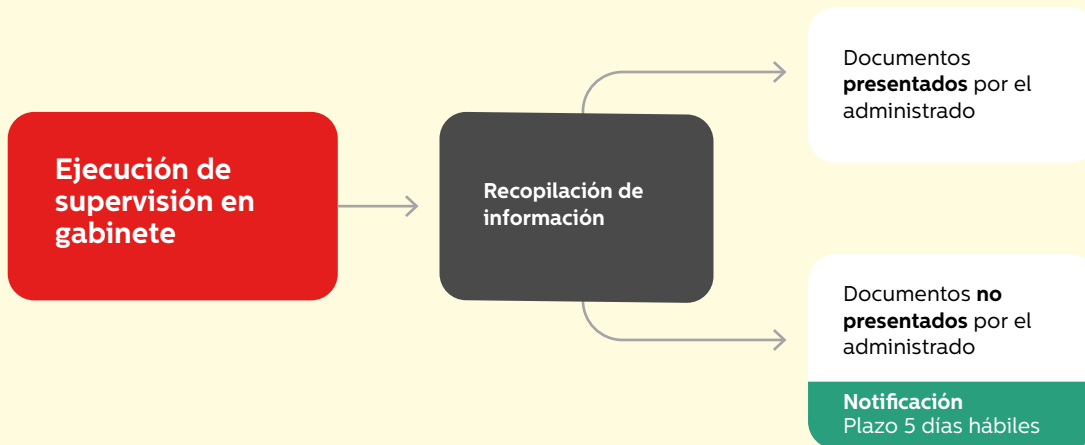 Ejecución de
supervisión en
gabinete
Recopilación de
información
Documentos
presentados por el
administrado
Documentos no
presentados por el
administrado
Notificación
Plazo 5 días hábiles